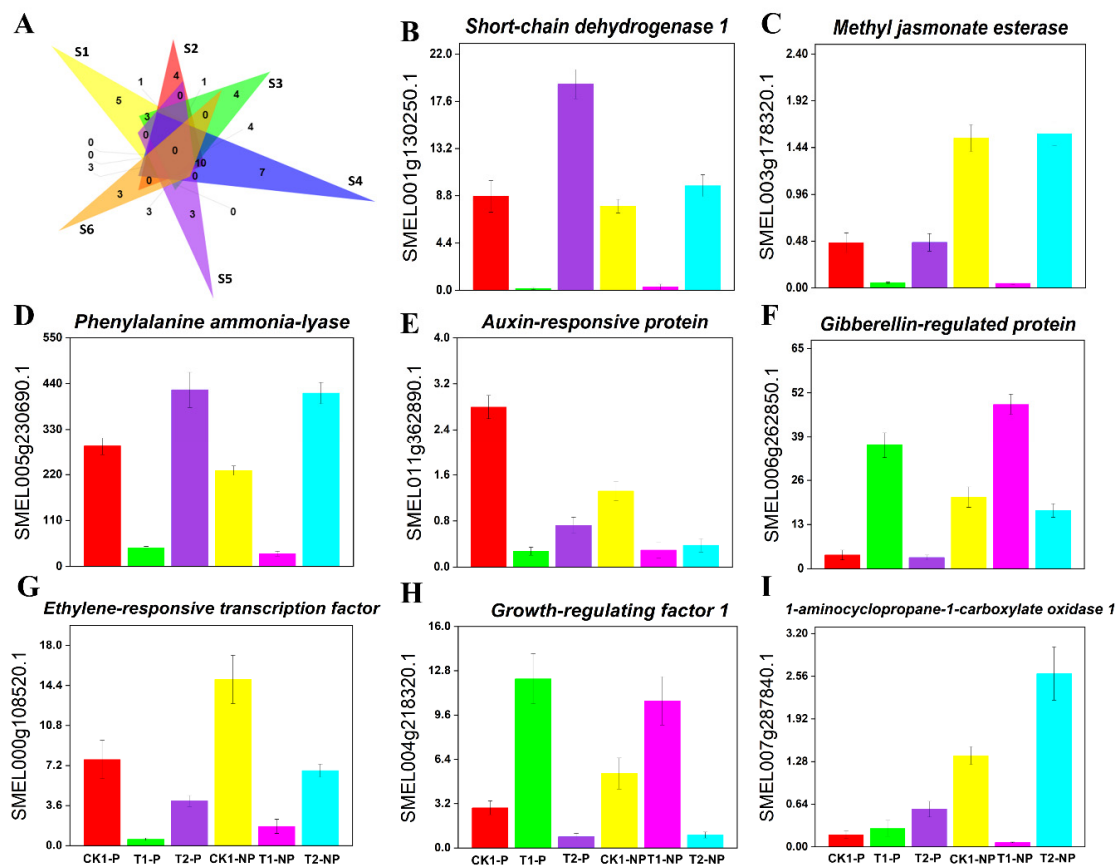 A
S1
S2
S3
S4
S5
S6
4
1
1
0
4
5
3
0
0
4
0
0
0
3
10
7
0
0
3
3
3
0
B
Short-chain dehydrogenase 1
SMEL001g1302250.1
22.0
17.6
13.2
8.8
4.4
0.0
C
Methyl jasmonate esterase
SMEL003g178320.1
2.40
1.92
1.44
0.96
0.48
0.00
D
Phenylalanine ammonia-lyase
SMEL005g230690.1
550
440
330
220
110
0
E
Auxin-responsive protein
SMEL011g362890.1
4.0
3.2
2.4
1.6
0.8
0.0
F
Gibberellin-regulated protein
SMEL006g262850.1
65
52
39
26
13
0
G
Ethylene-responsive transcription factor
SMEL000g108520.1
18.0
14.4
10.8
7.2
3.6
0.0
CK1-P T1-P T2-P CK1-NP T1-NP T2-NP
H
Growth-regulating factor 1
SMEL004g218320.1
16.0
12.8
9.6
6.4
3.2
0.0
CK1-P T1-P T2-P CK1-NP T1-NP T2-NP
I
1-aminocyclopropane-1-carboxylate oxidase 1
SMEL007g287840.1
3.20
2.56
1.92
1.28
0.64
0.00
CK1-P T1-P T2-P CK1-NP T1-NP T2-NP